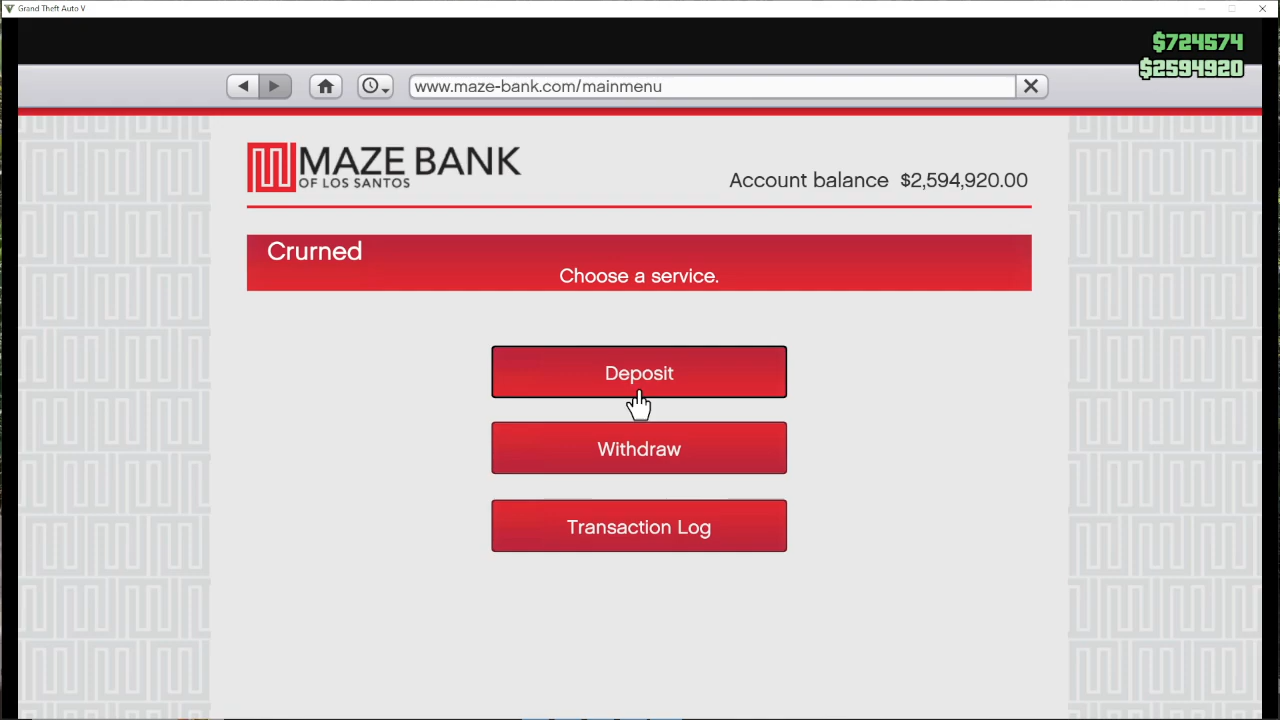 Grand Theft Auto V
$724574
$2594920
www.maze-bank.com/mainmenu
MAZE BANK
OF LOS SANTOS
Account balance $2,594,920.00
Crurned
Choose a service.
Deposit
Withdraw
Transaction Log